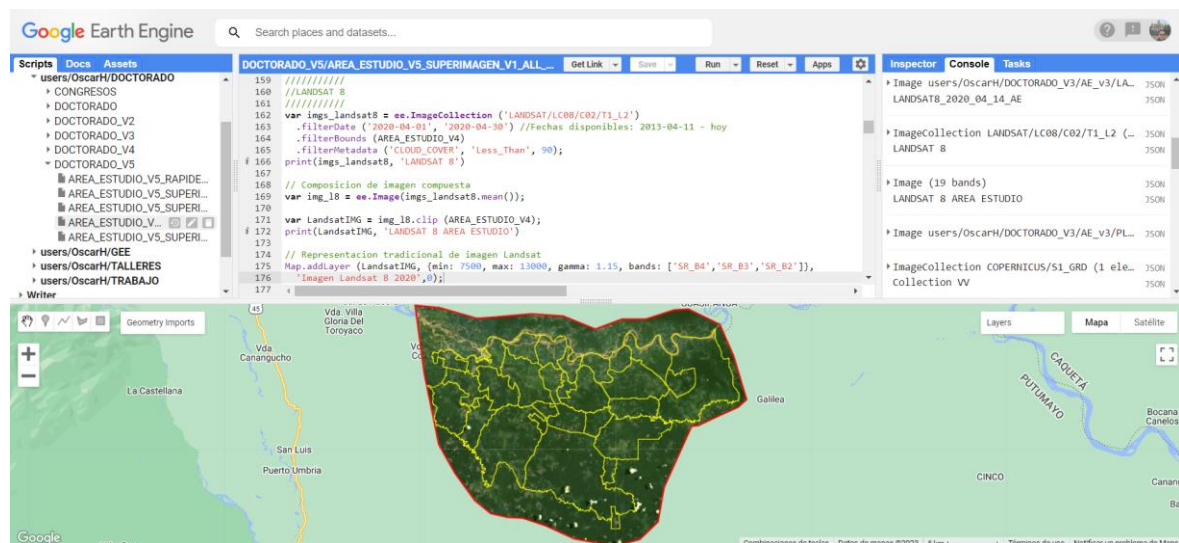 Google Earth Engine
Search places and datasets...
Scripts Docs Assets
users/OscarH/DOCTORADO
CONGRESOS
DOCTORADO
DOCTORADO_V2
DOCTORADO_V3
DOCTORADO_V4
DOCTORADO_V5
AREA_ESTUDIO_V5_RAPIDE...
AREA_ESTUDIO_V5_SUPERI...
AREA_ESTUDIO_V5_SUPERI...
AREA_ESTUDIO_V...
AREA_ESTUDIO_V5_SUPERI...
users/OscarH/GEE
users/OscarH/TALLERES
users/OscarH/TRABAJO
Writer
DOCTORADO_V5/AREA_ESTUDIO_V5_SUPERIMAGEN_V1_ALL_... Get Link Save Run Reset Apps
159 ///////////
160 //LANDSAT 8
161 ///////////
162 var imgs_landsat8 = ee.ImageCollection ('LANDSAT/LC08/C02/T1_L2')
163 .filterDate ('2020-04-01', '2020-04-30') //Fechas disponibles: 2013-04-11 - hoy
164 .filterBounds (AREA_ESTUDIO_V4)
165 .filterMetadata ('CLOUD_COVER', 'Less_Than', 90);
i 166 print(imgs_landsat8, 'LANDSAT 8')
167
168 // Composicion de imagen compuesta
169 var img_l8 = ee.Image(imgs_landsat8.mean());
170
171 var LandsatIMG = img_l8.clip (AREA_ESTUDIO_V4);
i 172 print(LandsatIMG, 'LANDSAT 8 AREA ESTUDIO')
173
174 // Representacion tradicional de imagen Landsat
175 Map.addLayer (LandsatIMG, {min: 7500, max: 13000, gamma: 1.15, bands: ['SR_B4','SR_B3','SR_B2']},
176 'Imagen Landsat 8 2020',0);
177
Inspector Console Tasks
Image users/OscarH/DOCTORADO_V3/AE_v3/LA... JSON
LANDSAT8_2020_04_14_AE JSON
ImageCollection LANDSAT/LC08/C02/T1_L2 (... JSON
LANDSAT 8 JSON
Image (19 bands) JSON
LANDSAT 8 AREA ESTUDIO JSON
Image users/OscarH/DOCTORADO_V3/AE_v3/PL... JSON
ImageCollection COPERNICUS/S1_GRD (1 ele... JSON
Collection VV JSON
Geometry Imports
Layers
Mapa Satélite
45
Vda. Villa
Gloria Del
Toroyaco
Vda
Canangucho
La Castellana
San Luis
Puerto Umbria
Galilea
CAQUETÁ
PUTUMAYO
Bocana
Canelos
CINCO
Google